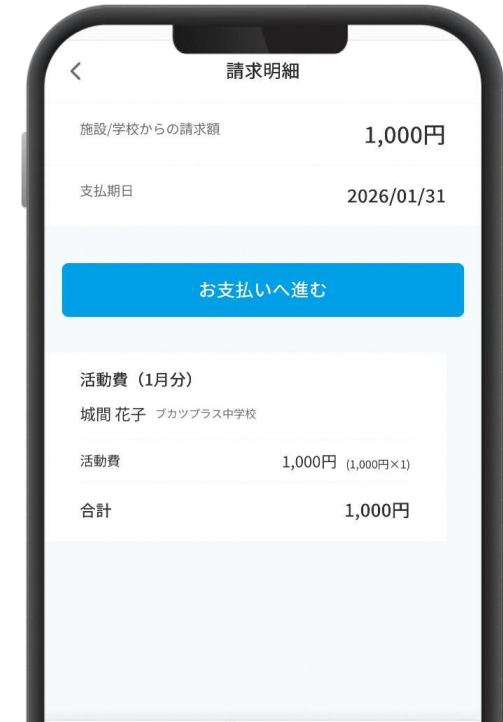 請求明細
施設/学校からの請求額 1,000円
支払期日 2026/01/31
お支払いへ進む
活動費（1月分）
城間 花子 ブカツプラス中学校
活動費 1,000円 (1,000円×1)
合計 1,000円